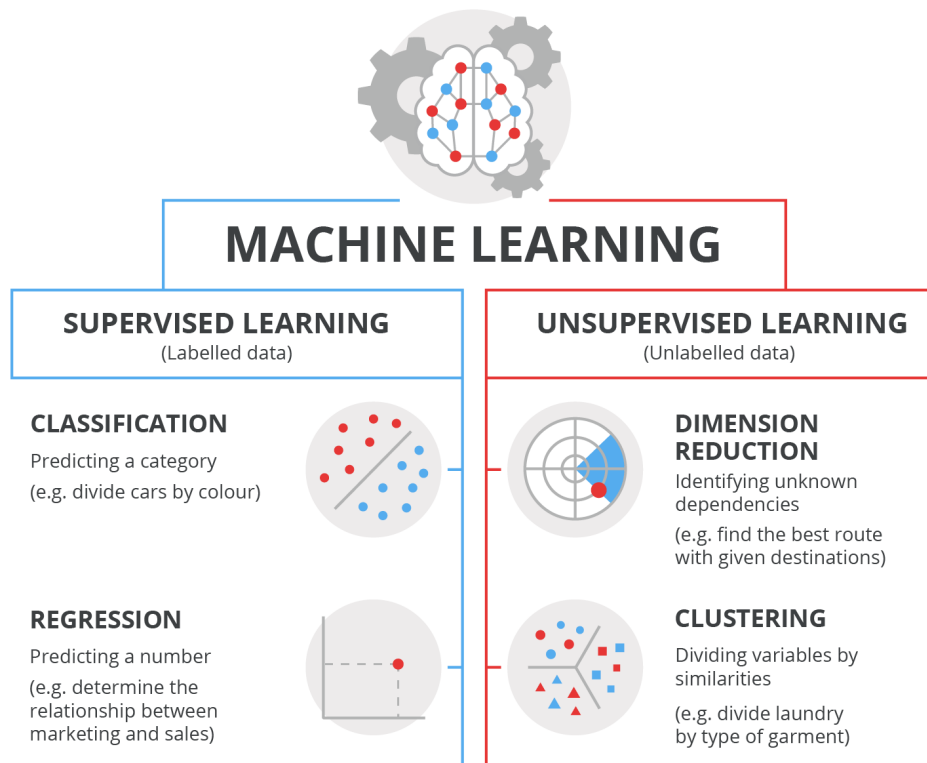 MACHINE LEARNING
SUPERVISED LEARNING
(Labelled data)
CLASSIFICATION
Predicting a category
(e.g. divide cars by colour)
REGRESSION
Predicting a number
(e.g. determine the
relationship between
marketing and sales)
UNSUPERVISED LEARNING
(Unlabelled data)
DIMENSION
REDUCTION
Identifying unknown
dependencies
(e.g. find the best route
with given destinations)
CLUSTERING
Dividing variables by
similarities
(e.g. divide laundry
by type of garment)